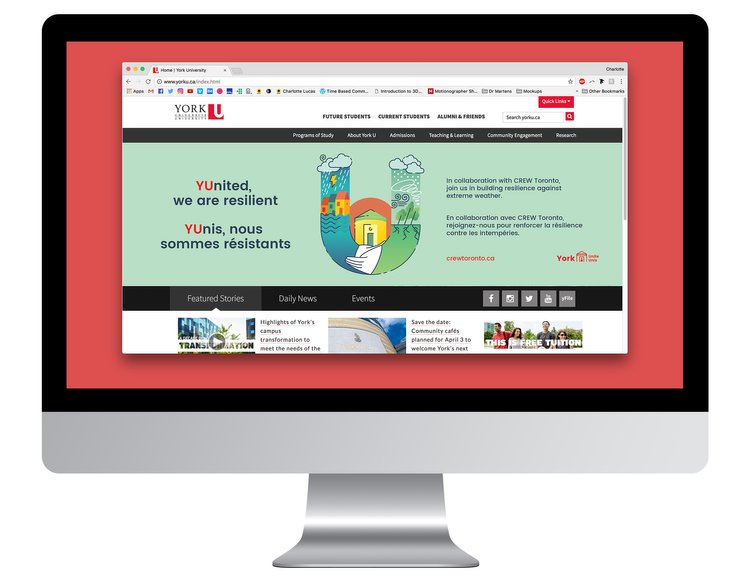 Home | York University
Charlotte
www.yorku.ca/index.html
Apps
Charlotte Lucas
Time Based Comm...
Introduction to 3D...
Motionographer Sh...
Dr Martens
Mockups
Other Bookmarks
YORK U
Quick Links
FUTURE STUDENTS CURRENT STUDENTS ALUMNI & FRIENDS
Search yorku.ca
Programs of Study About York U Admissions Teaching & Learning Community Engagement Research
YUnited,
we are resilient
YUnis, nous
sommes résistants
In collaboration with CREW Toronto,
join us in building resilience against
extreme weather.
En collaboration avec CREW Toronto,
rejoignez-nous pour renforcer la résilience
contre les intempéries.
crewtoronto.ca
York
Unite
Unis
Featured Stories Daily News Events
yFile
TRANSFORMATION
Highlights of York's
campus
transformation to
meet the needs of the
Save the date:
Community cafés
planned for April 3 to
welcome York's next
THIS IS FREE TUITION